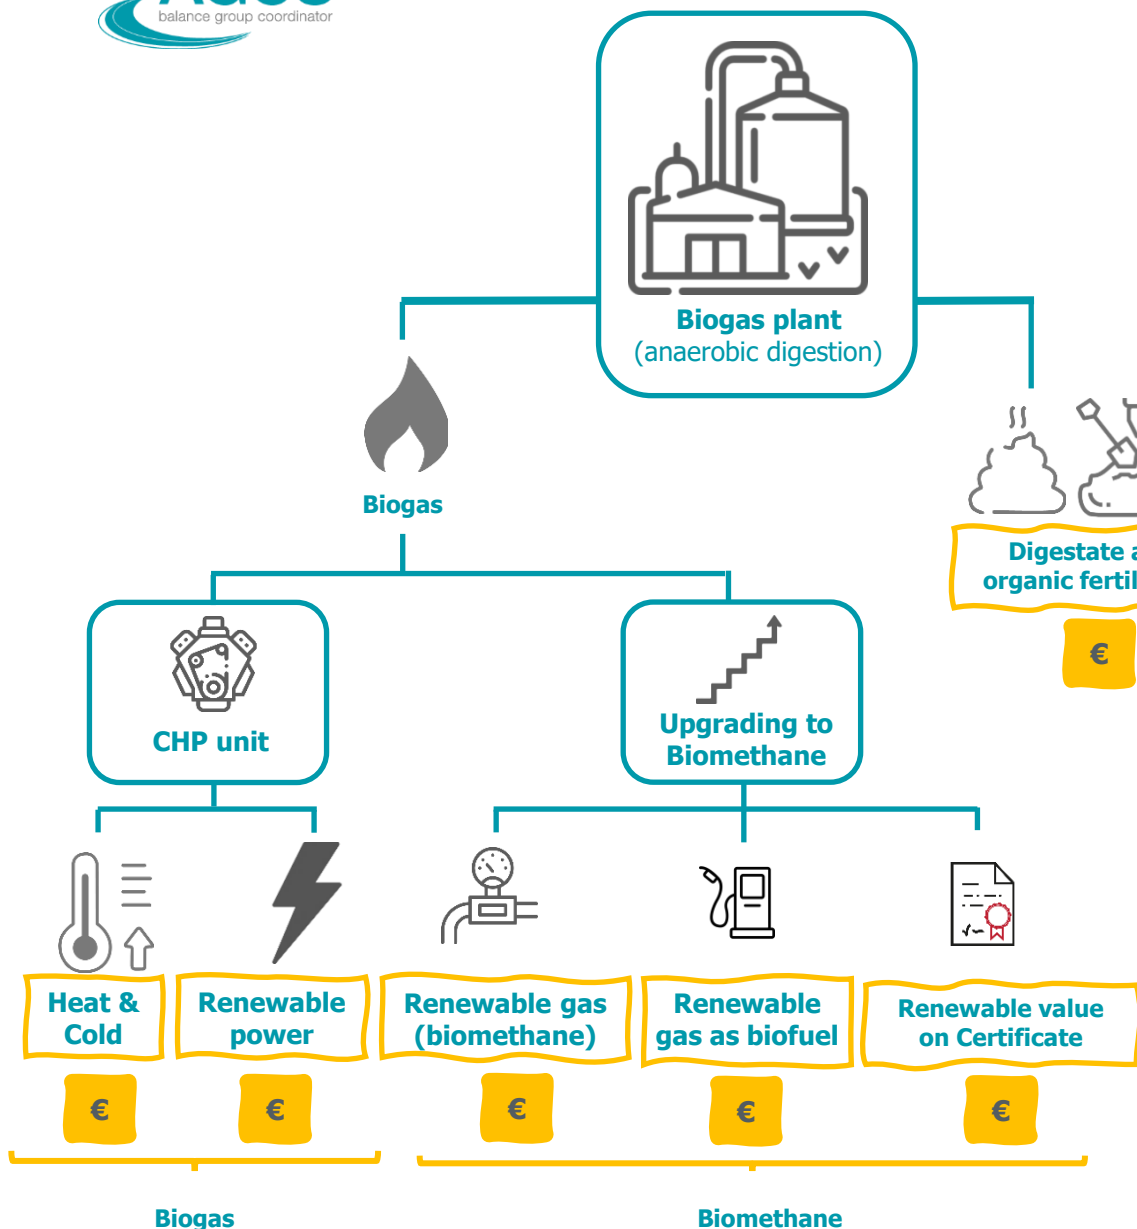 balance group coordinator
Biogas plant
(anaerobic digestion)
Biogas
Digestate
organic
€
CHP unit
Upgrading to
Biomethane
Heat &
Cold
Renewable
power
Renewable gas
(biomethane)
Renewable
gas as biofuel
Renewable value
on Certificate
€
€
€
€
€
Biogas
Biomethane